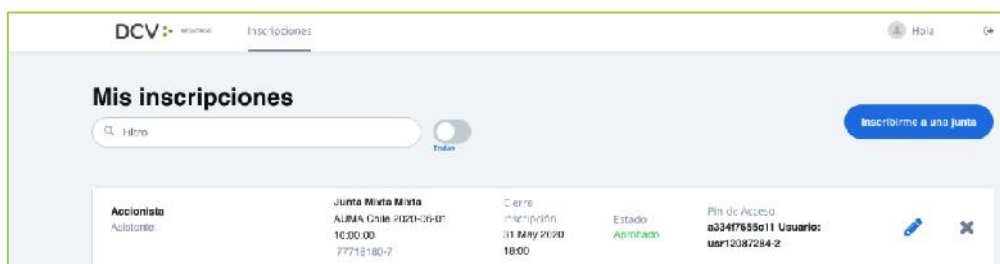 DCV REGISTROS Inscripciones Hola
Mis inscripciones
Filtro
Todas
Inscribirme a una junta
Accionista
Asistente:
Junta Mixta Mixta
AUMA Chile 2020-06-01
10:00:00
77718180-7
Cierre
inscripción
31 May 2020
18:00
Estado
Aprobado
Pin de Acceso
Usuario:
usr12087284-2